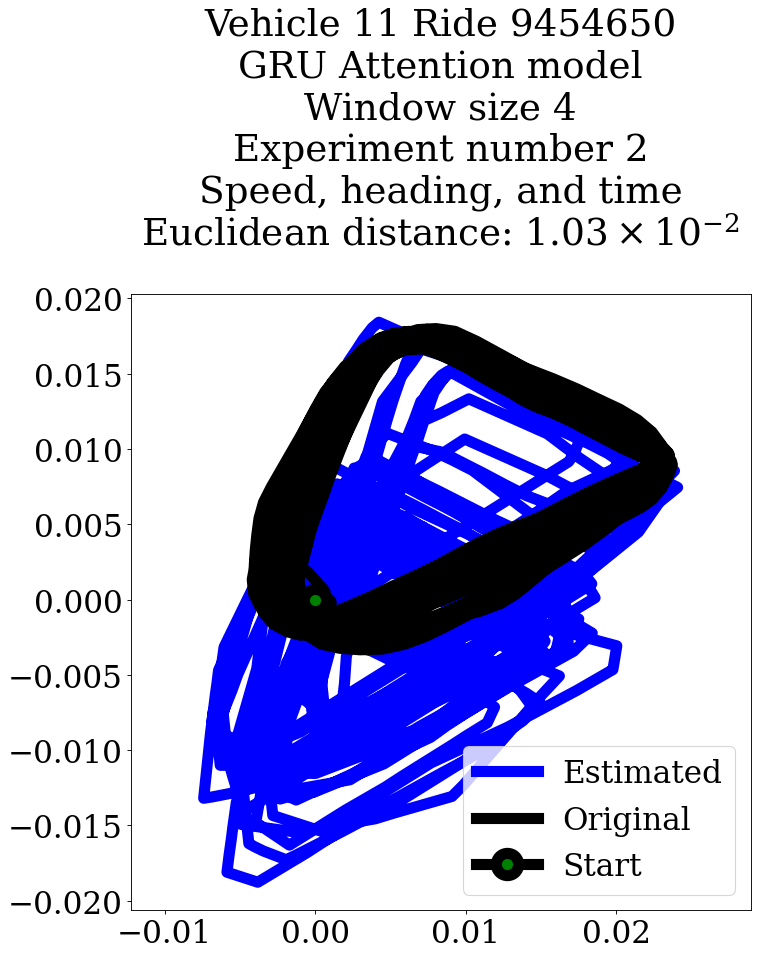 Vehicle 11 Ride 9454650
GRU Attention model
Window size 4
Experiment number 2
Speed, heading, and time
Euclidean distance: 1.03 × 10⁻²
0.020
0.015
0.010
0.005
0.000
−0.005
−0.010
−0.015
−0.020
Estimated
Original
Start
−0.01 0.00 0.01 0.02